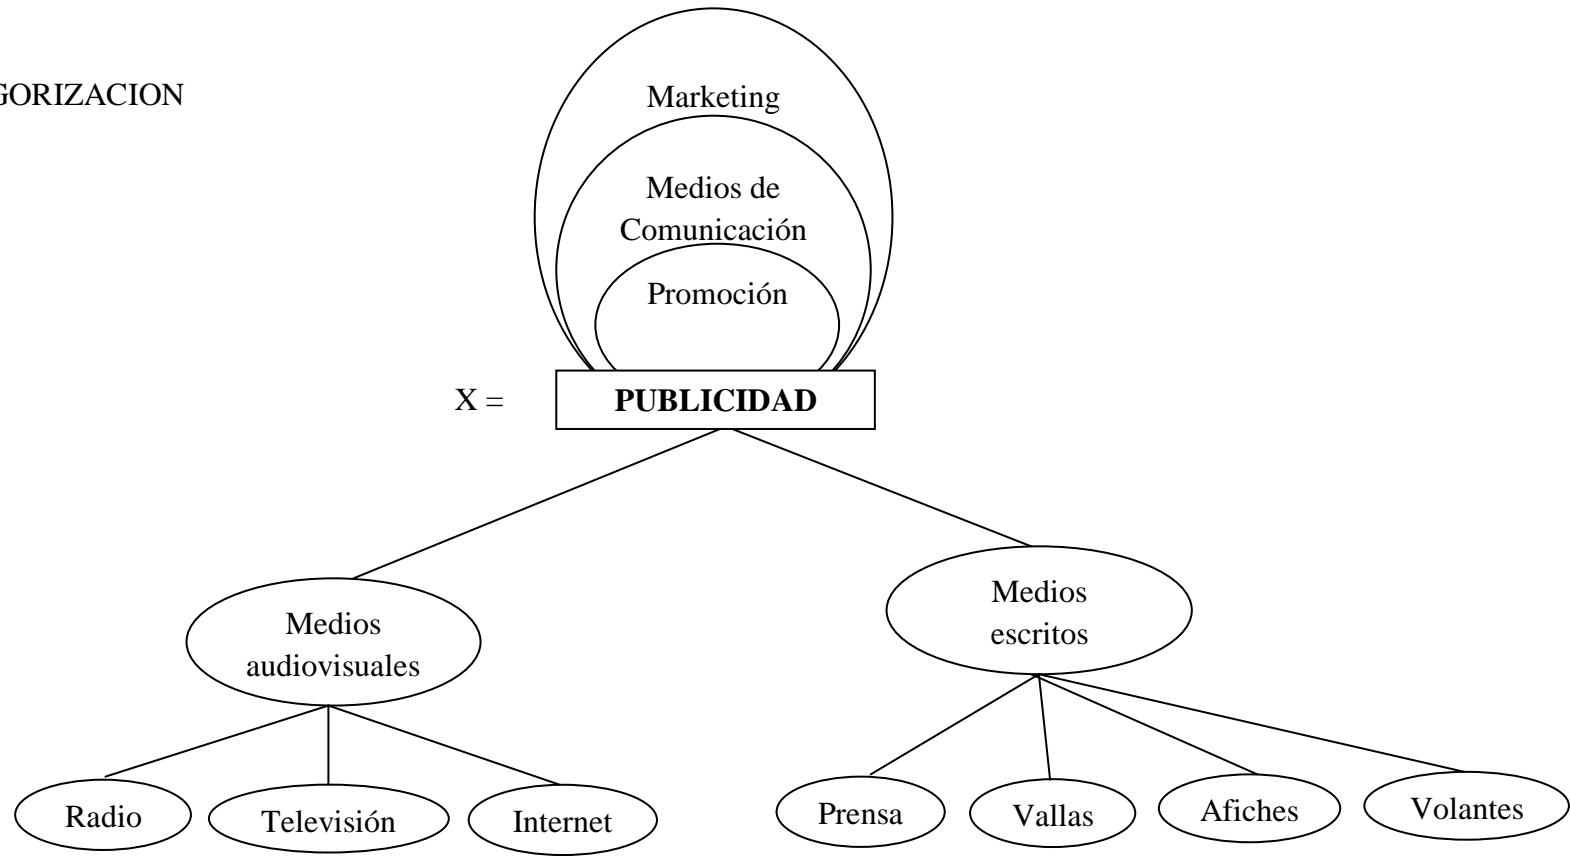 GORIZACION
Marketing
Medios de
Comunicación
Promoción
X =
PUBLICIDAD
Medios
audiovisuales
Medios
escritos
Radio
Televisión
Internet
Prensa
Vallas
Afiches
Volantes